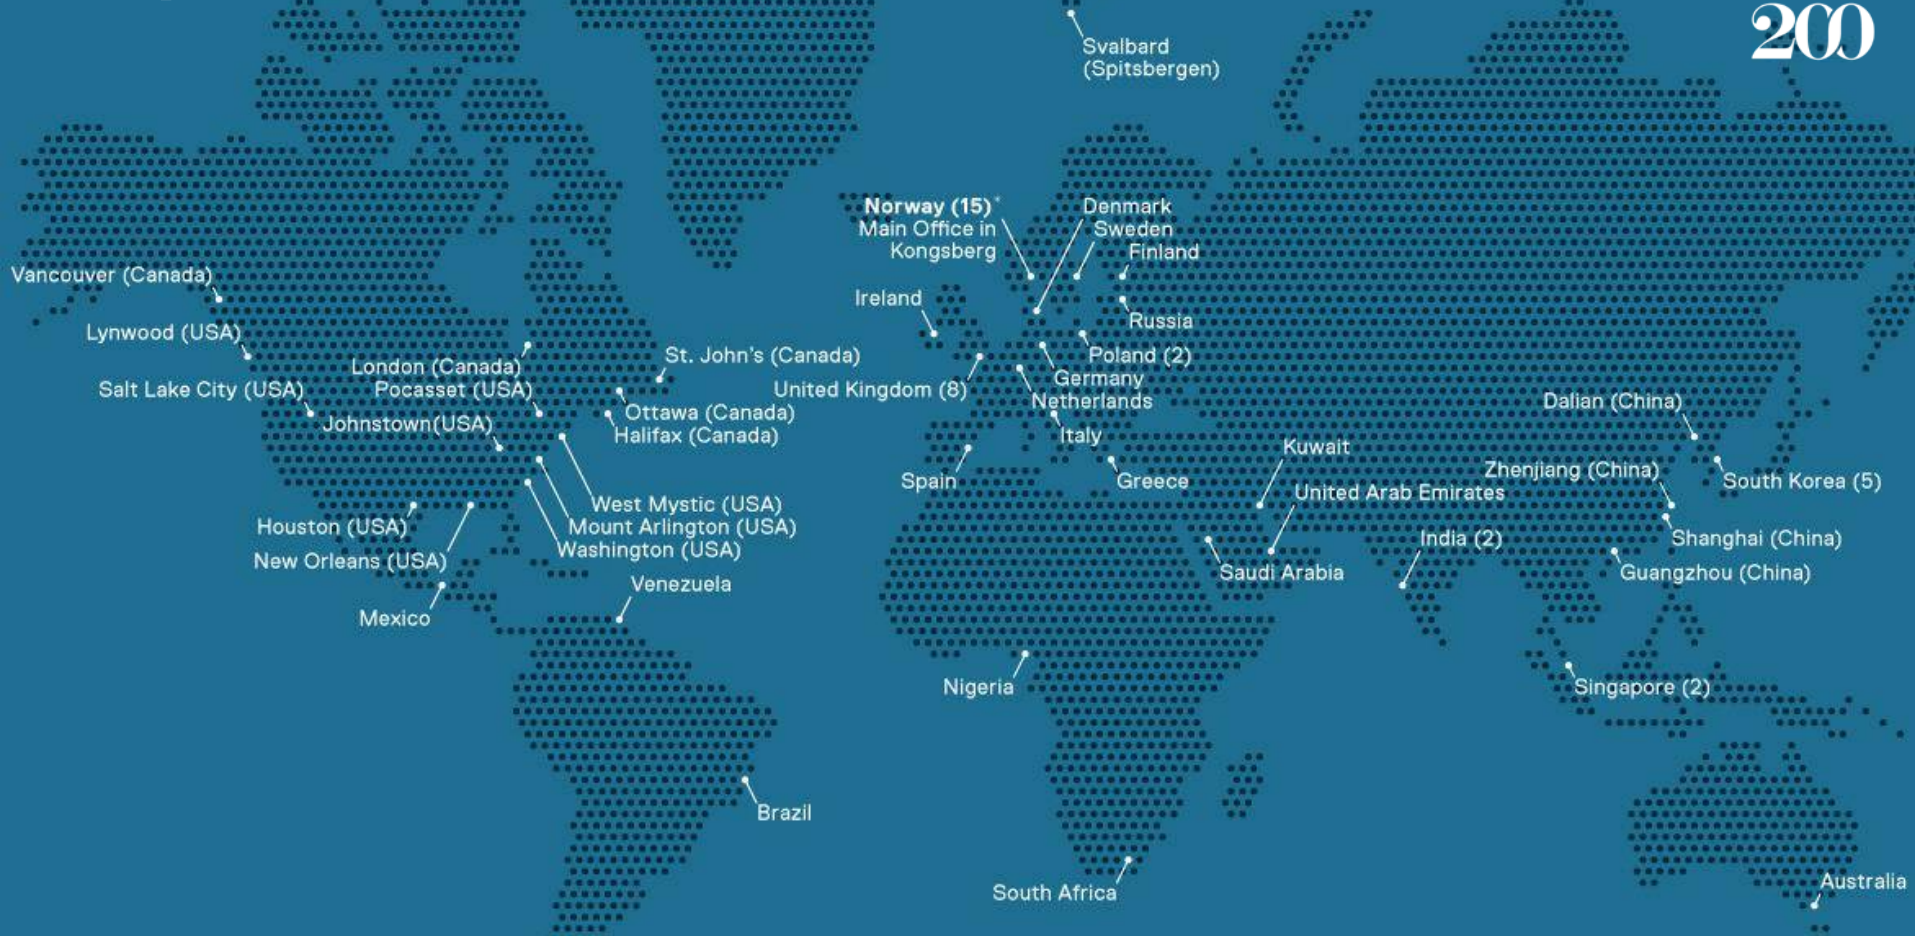 200
Svalbard
(Spitsbergen)
Norway (15)*
Main Office in
Kongsberg
Denmark
Sweden
Finland
Vancouver (Canada)
Ireland
Russia
Lynwood (USA)
London (Canada)
St. John's (Canada)
Poland (2)
Pocasset (USA)
United Kingdom (8)
Germany
Salt Lake City (USA)
Netherlands
Dalian (China)
Johnstown(USA)
Ottawa (Canada)
Halifax (Canada)
Italy
Kuwait
Zhenjiang (China)
Spain
Greece
South Korea (5)
United Arab Emirates
West Mystic (USA)
Houston (USA)
Mount Arlington (USA)
Washington (USA)
New Orleans (USA)
India (2)
Shanghai (China)
Saudi Arabia
Guangzhou (China)
Venezuela
Mexico
Nigeria
Singapore (2)
Brazil
South Africa
Australia